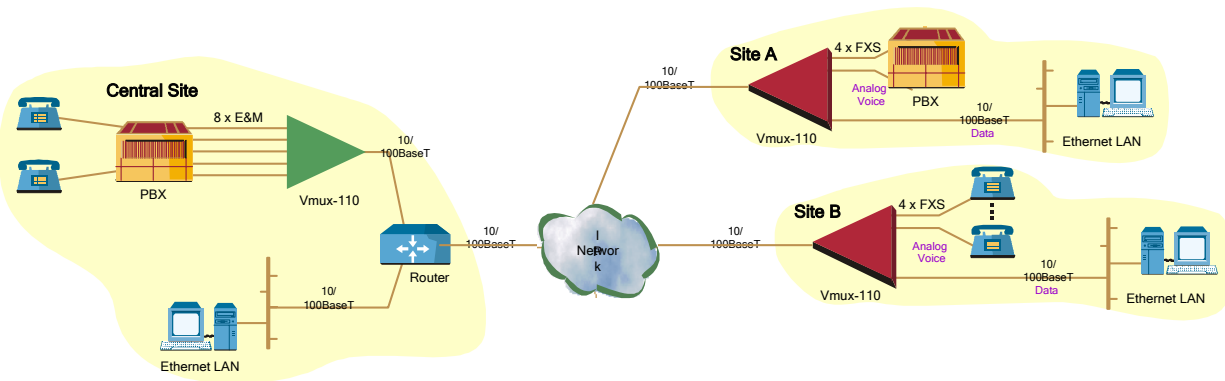 Central Site
8 x E&M
PBX
Vmux-110
10/
100BaseT
Router
10/
100BaseT
Ethernet LAN
10/
100BaseT
I
P
Networ
k
10/
100BaseT
Site A
4 x FXS
Analog
Voice
PBX
Vmux-110
10/
100BaseT
Data
Ethernet LAN
10/
100BaseT
Site B
4 x FXS
Analog
Voice
Vmux-110
10/
100BaseT
Data
Ethernet LAN